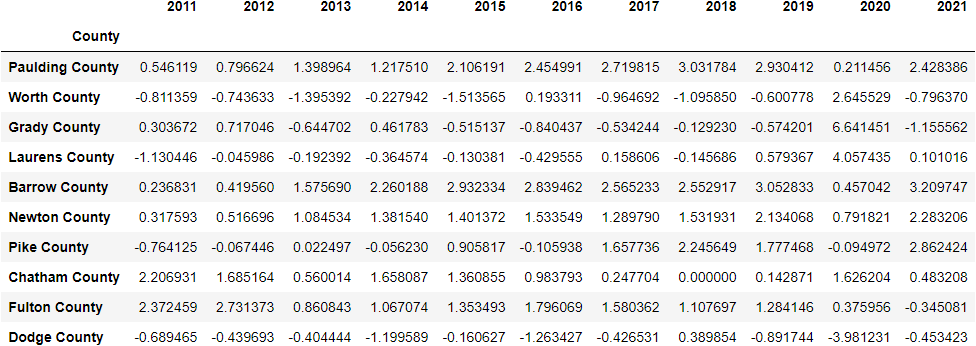 2011 2012 2013 2014 2015 2016 2017 2018 2019 2020 2021
County
Paulding County 0.546119 0.796624 1.398964 1.217510 2.106191 2.454991 2.719815 3.031784 2.930412 0.211456 2.428386
Worth County -0.811359 -0.743633 -1.395392 -0.227942 -1.513565 0.193311 -0.964692 -1.095850 -0.600778 2.645529 -0.796370
Grady County 0.303672 0.717046 -0.644702 0.461783 -0.515137 -0.840437 -0.534244 -0.129230 -0.574201 6.641451 -1.155562
Laurens County -1.130446 -0.045986 -0.192392 -0.364574 -0.130381 -0.429555 0.158606 -0.145686 0.579367 4.057435 0.101016
Barrow County 0.236831 0.419560 1.575690 2.260188 2.932334 2.839462 2.565233 2.552917 3.052833 0.457042 3.209747
Newton County 0.317593 0.516696 1.084534 1.381540 1.401372 1.533549 1.289790 1.531931 2.134068 0.791821 2.283206
Pike County -0.764125 -0.067446 0.022497 -0.056230 0.905817 -0.105938 1.657736 2.245649 1.777468 -0.094972 2.862424
Chatham County 2.206931 1.685164 0.560014 1.658087 1.360855 0.983793 0.247704 0.000000 0.142871 1.626204 0.483208
Fulton County 2.372459 2.731373 0.860843 1.067074 1.353493 1.796069 1.580362 1.107697 1.284146 0.375956 -0.345081
Dodge County -0.689465 -0.439693 -0.404444 -1.199589 -0.160627 -1.263427 -0.426531 0.389854 -0.891744 -3.981231 -0.453423